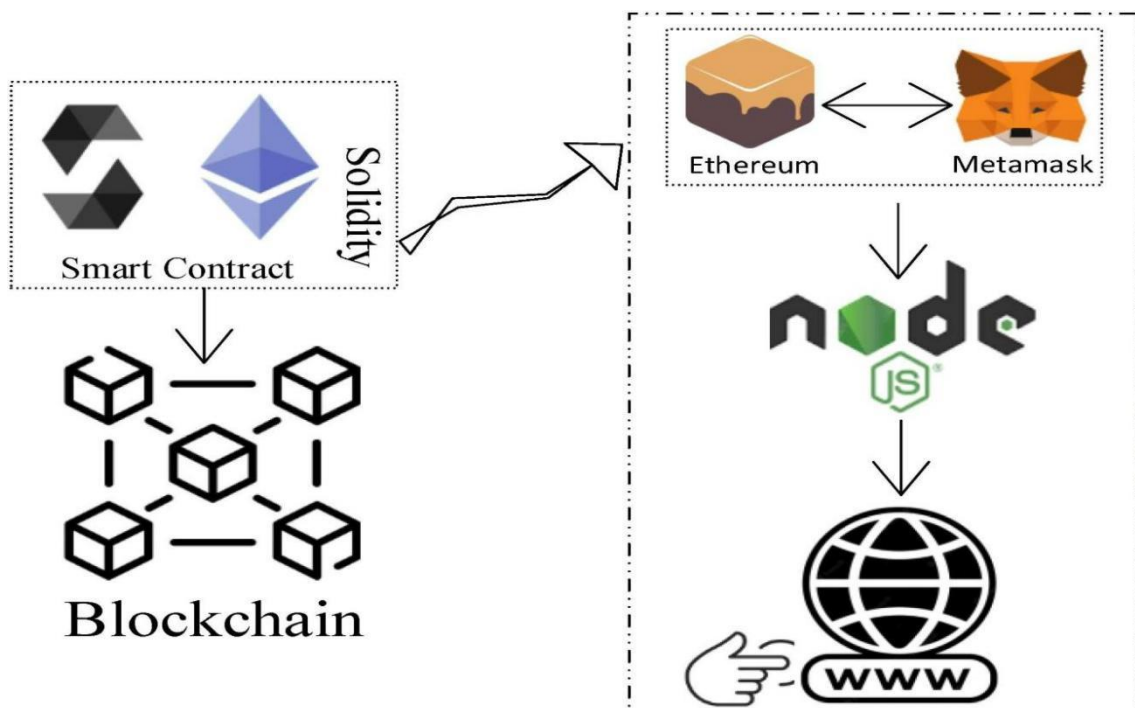 Smart Contract
Solidity
Blockchain
Ethereum
Metamask
node
JS®
WWW